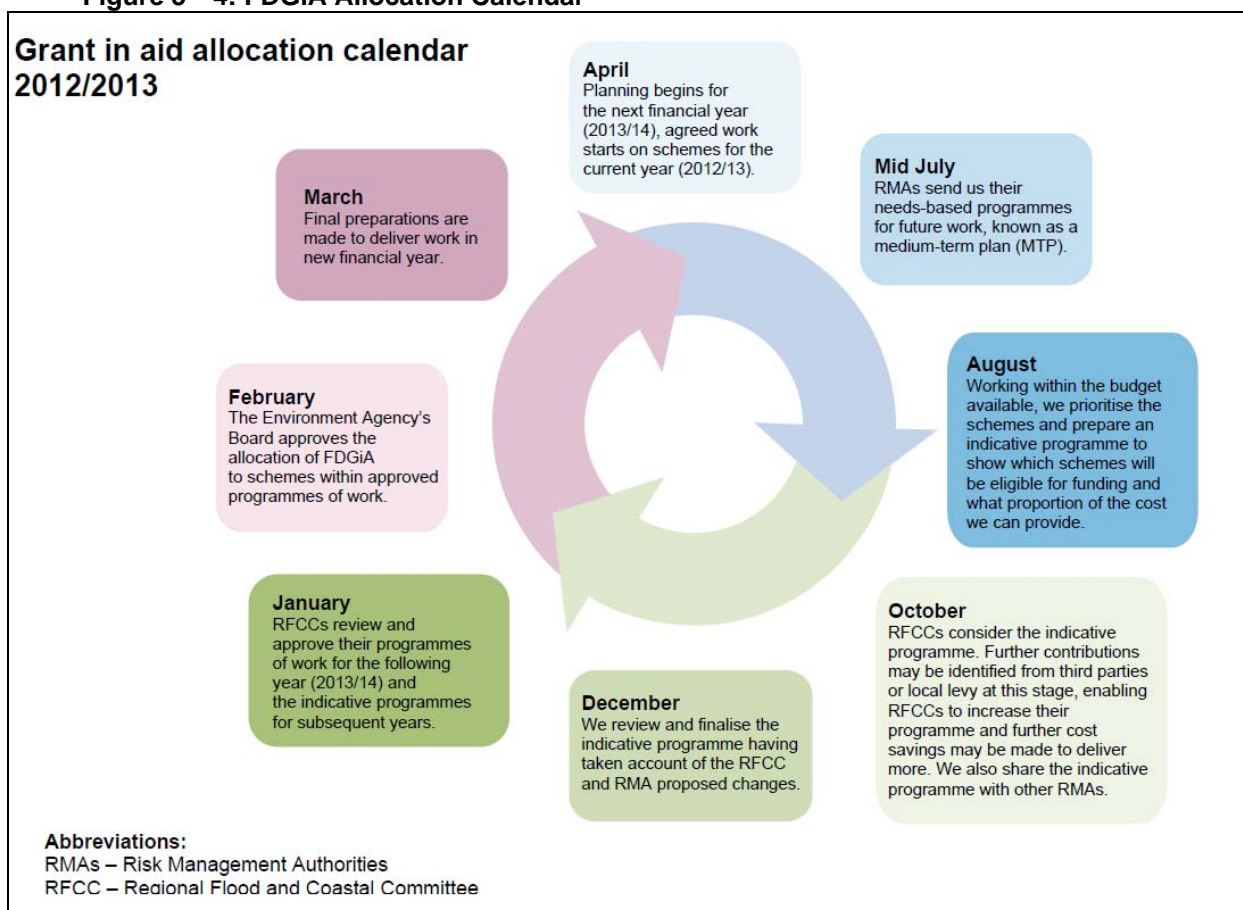 Figure 3 - 4: FDGiA Allocation Calendar
Grant in aid allocation calendar
2012/2013
April
Planning begins for
the next financial year
(2013/14), agreed work
starts on schemes for the
current year (2012/13).
Mid July
RMAs send us their
needs-based programmes
for future work, known as a
medium-term plan (MTP).
August
Working within the budget
available, we prioritise the
schemes and prepare an
indicative programme to
show which schemes will
be eligible for funding and
what proportion of the cost
we can provide.
October
RFCCs consider the indicative
programme. Further contributions
may be identified from third parties
or local levy at this stage, enabling
RFCCs to increase their
programme and further cost
savings may be made to deliver
more. We also share the indicative
programme with other RMAs.
December
We review and finalise the
indicative programme having
taken account of the RFCC
and RMA proposed changes.
January
RFCCs review and
approve their programmes
of work for the following
year (2013/14) and
the indicative programmes
for subsequent years.
February
The Environment Agency's
Board approves the
allocation of FDGiA
to schemes within approved
programmes of work.
March
Final preparations are
made to deliver work in
new financial year.
Abbreviations:
RMAs – Risk Management Authorities
RFCC – Regional Flood and Coastal Committee